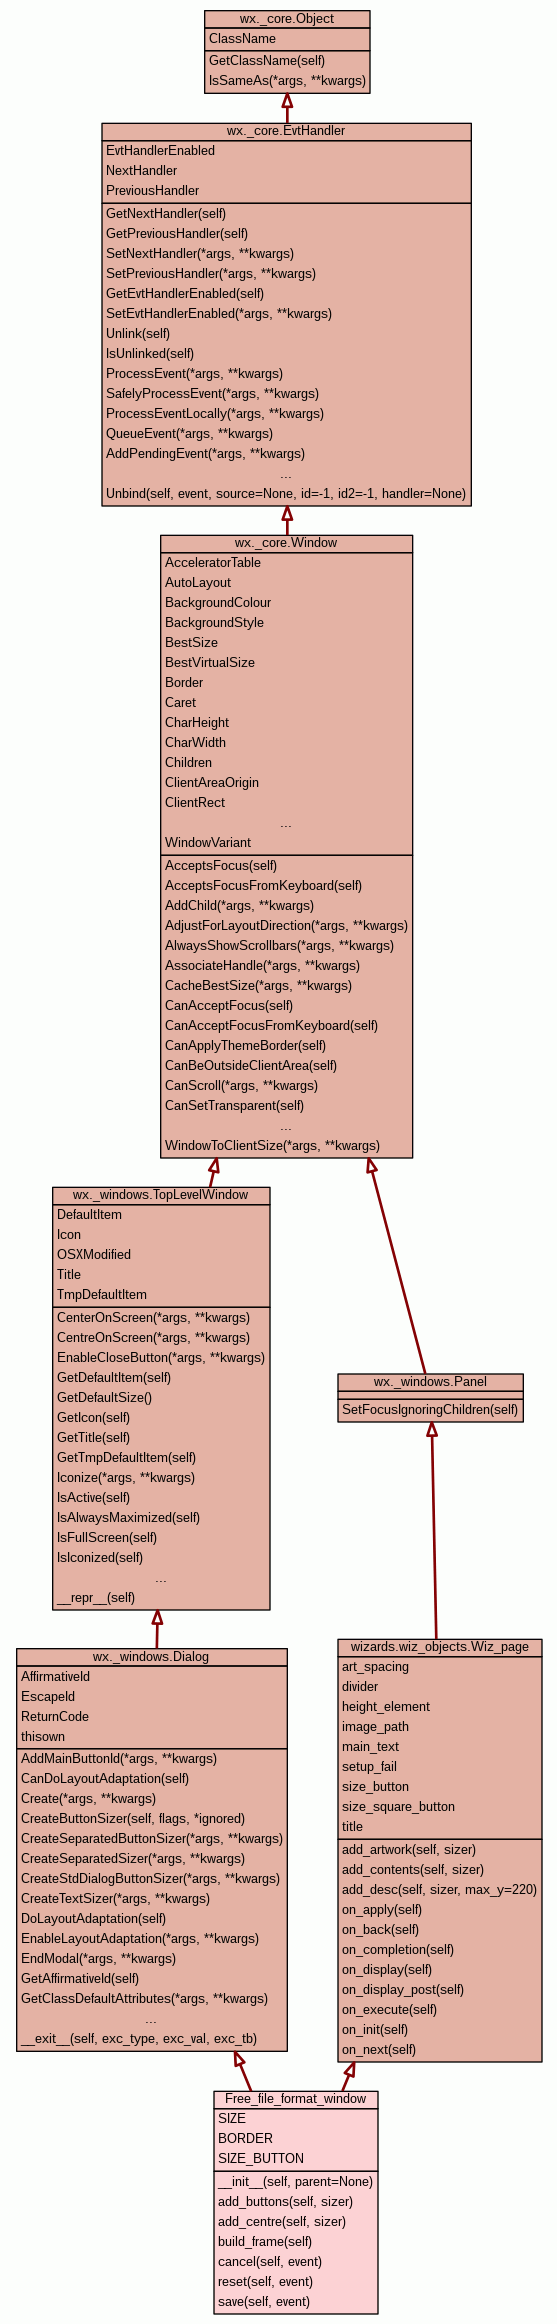 wx._core.Object
ClassName
GetClassName(self)
IsSameAs(*args, **kwargs)
wx._core.EvtHandler
EvtHandlerEnabled
NextHandler
PreviousHandler
GetNextHandler(self)
GetPreviousHandler(self)
SetNextHandler(*args, **kwargs)
SetPreviousHandler(*args, **kwargs)
GetEvtHandlerEnabled(self)
SetEvtHandlerEnabled(*args, **kwargs)
Unlink(self)
IsUnlinked(self)
ProcessEvent(*args, **kwargs)
SafelyProcessEvent(*args, **kwargs)
ProcessEventLocally(*args, **kwargs)
QueueEvent(*args, **kwargs)
AddPendingEvent(*args, **kwargs)
...
Unbind(self, event, source=None, id=-1, id2=-1, handler=None)
wx._core.Window
AcceleratorTable
AutoLayout
BackgroundColour
BackgroundStyle
BestSize
BestVirtualSize
Border
Caret
CharHeight
CharWidth
Children
ClientAreaOrigin
ClientRect
...
WindowVariant
AcceptsFocus(self)
AcceptsFocusFromKeyboard(self)
AddChild(*args, **kwargs)
AdjustForLayoutDirection(*args, **kwargs)
AlwaysShowScrollbars(*args, **kwargs)
AssociateHandle(*args, **kwargs)
CacheBestSize(*args, **kwargs)
CanAcceptFocus(self)
CanAcceptFocusFromKeyboard(self)
CanApplyThemeBorder(self)
CanBeOutsideClientArea(self)
CanScroll(*args, **kwargs)
CanSetTransparent(self)
...
WindowToClientSize(*args, **kwargs)
wx._windows.TopLevelWindow
DefaultItem
Icon
OSXModified
Title
TmpDefaultItem
CenterOnScreen(*args, **kwargs)
CentreOnScreen(*args, **kwargs)
EnableCloseButton(*args, **kwargs)
GetDefaultItem(self)
GetDefaultSize()
GetIcon(self)
GetTitle(self)
GetTmpDefaultItem(self)
Iconize(*args, **kwargs)
IsActive(self)
IsAlwaysMaximized(self)
IsFullScreen(self)
IsIconized(self)
...
__repr__(self)
wx._windows.Panel
SetFocusIgnoringChildren(self)
wx._windows.Dialog
AffirmativeId
EscapeId
ReturnCode
thisown
AddMainButtonId(*args, **kwargs)
CanDoLayoutAdaptation(self)
Create(*args, **kwargs)
CreateButtonSizer(self, flags, *ignored)
CreateSeparatedButtonSizer(*args, **kwargs)
CreateSeparatedSizer(*args, **kwargs)
CreateStdDialogButtonSizer(*args, **kwargs)
CreateTextSizer(*args, **kwargs)
DoLayoutAdaptation(self)
EnableLayoutAdaptation(*args, **kwargs)
EndModal(*args, **kwargs)
GetAffirmativeId(self)
GetClassDefaultAttributes(*args, **kwargs)
...
__exit__(self, exc_type, exc_val, exc_tb)
wizards.wiz_objects.Wiz_page
art_spacing
divider
height_element
image_path
main_text
setup_fail
size_button
size_square_button
title
add_artwork(self, sizer)
add_contents(self, sizer)
add_desc(self, sizer, max_y=220)
on_apply(self)
on_back(self)
on_completion(self)
on_display(self)
on_display_post(self)
on_execute(self)
on_init(self)
on_next(self)
Free_file_format_window
SIZE
BORDER
SIZE_BUTTON
__init__(self, parent=None)
add_buttons(self, sizer)
add_centre(self, sizer)
build_frame(self)
cancel(self, event)
reset(self, event)
save(self, event)